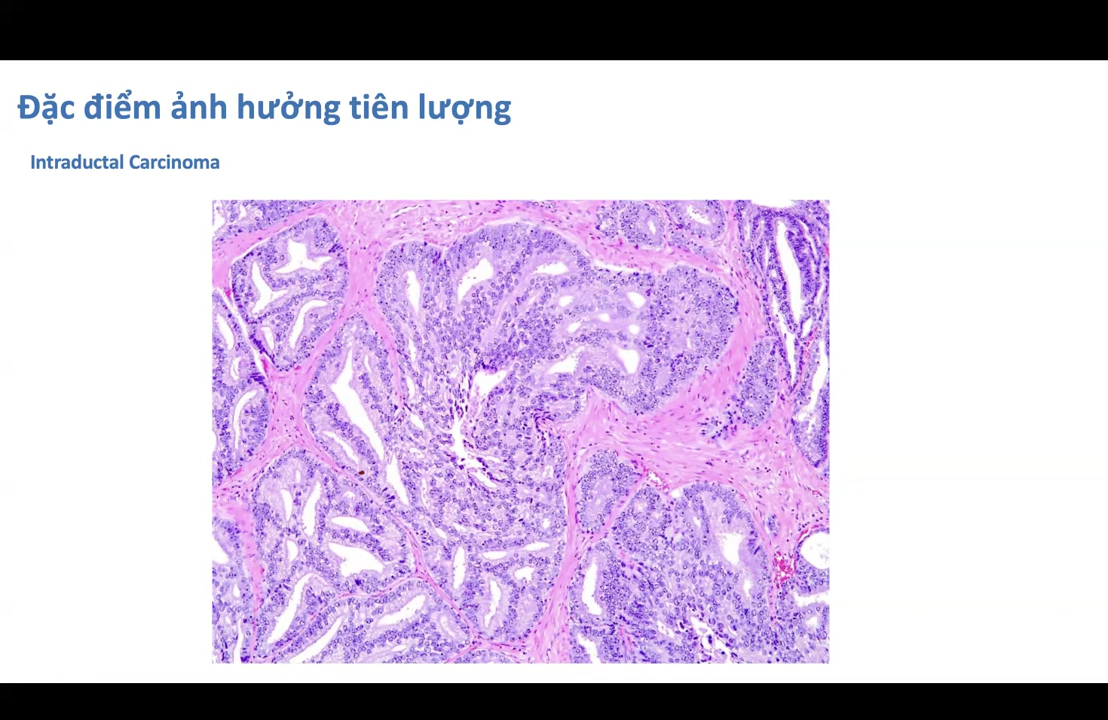 Đặc điểm ảnh hưởng tiên lượng
Intraductal Carcinoma